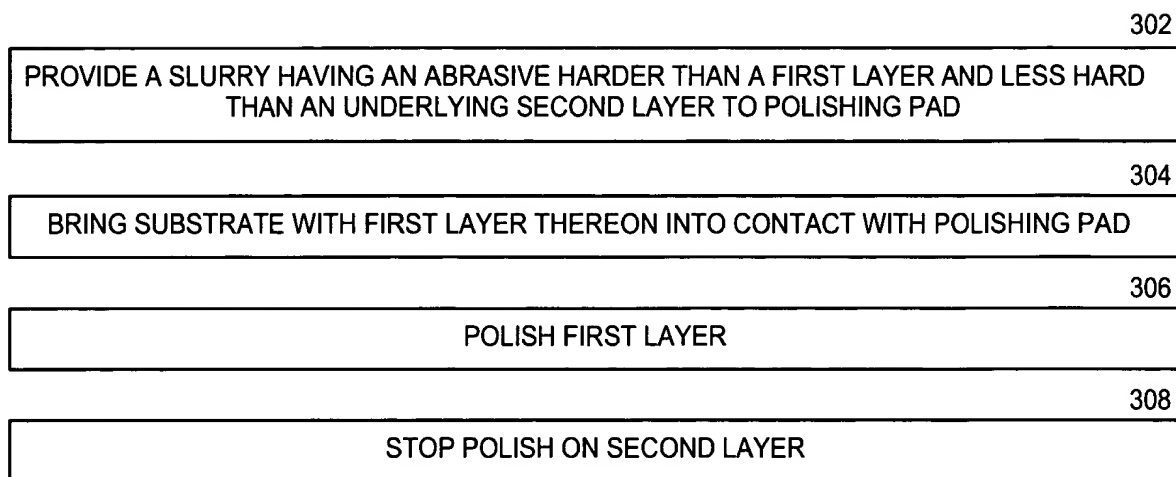 302
PROVIDE A SLURRY HAVING AN ABRASIVE HARDER THAN A FIRST LAYER AND LESS HARD
THAN AN UNDERLYING SECOND LAYER TO POLISHING PAD
304
BRING SUBSTRATE WITH FIRST LAYER THEREON INTO CONTACT WITH POLISHING PAD
306
POLISH FIRST LAYER
308
STOP POLISH ON SECOND LAYER